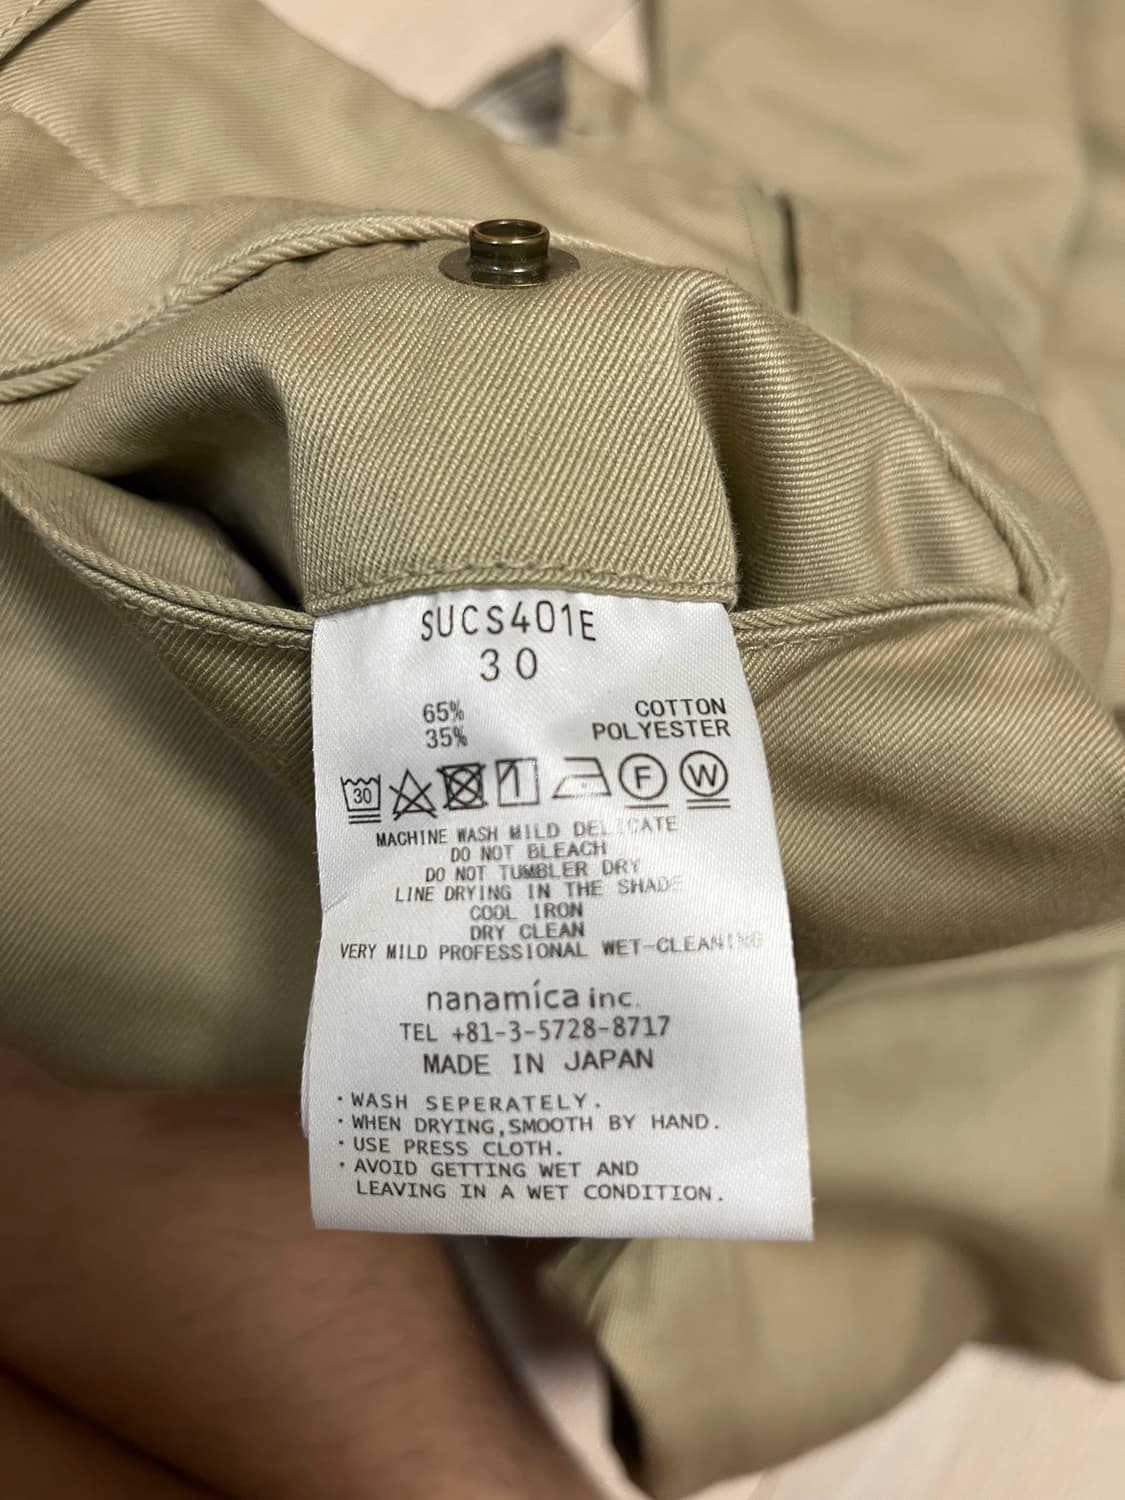 SUCS401E
30
65% COTTON
35% POLYESTER
30 F W
MACHINE WASH MILD DELICATE
DO NOT BLEACH
DO NOT TUMBLER DRY
LINE DRYING IN THE SHADE
COOL IRON
DRY CLEAN
VERY MILD PROFESSIONAL WET-CLEANING
nanamica inc.
TEL +81-3-5728-8717
MADE IN JAPAN
・WASH SEPERATELY.
・WHEN DRYING,SMOOTH BY HAND.
・USE PRESS CLOTH.
・AVOID GETTING WET AND
LEAVING IN A WET CONDITION.